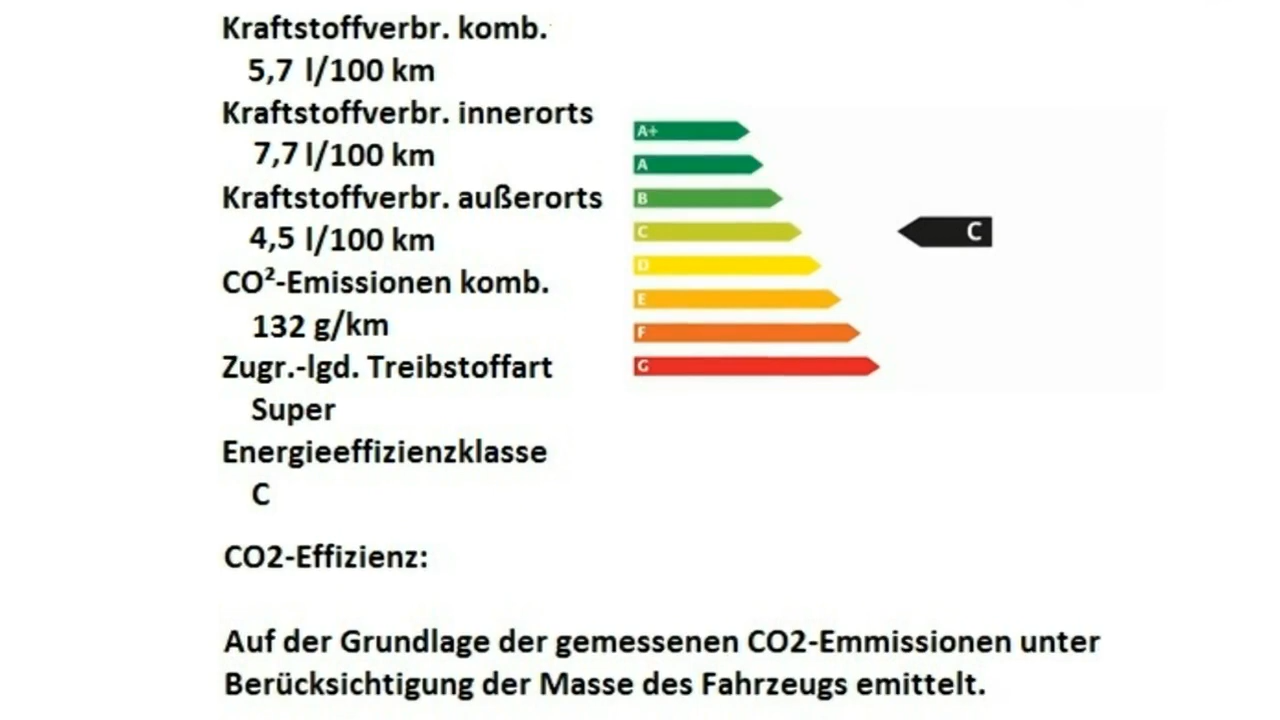 Kraftstoffverbr. komb.
5,7 l/100 km
Kraftstoffverbr. innerorts
7,7 l/100 km
Kraftstoffverbr. außerorts
4,5 l/100 km
CO²-Emissionen komb.
132 g/km
Zugr.-lgd. Treibstoffart
Super
Energieeffizienzklasse
C
A+
A
B
C
D
E
F
G
C
CO2-Effizienz:
Auf der Grundlage der gemessenen CO2-Emmissionen unter
Berücksichtigung der Masse des Fahrzeugs emittelt.